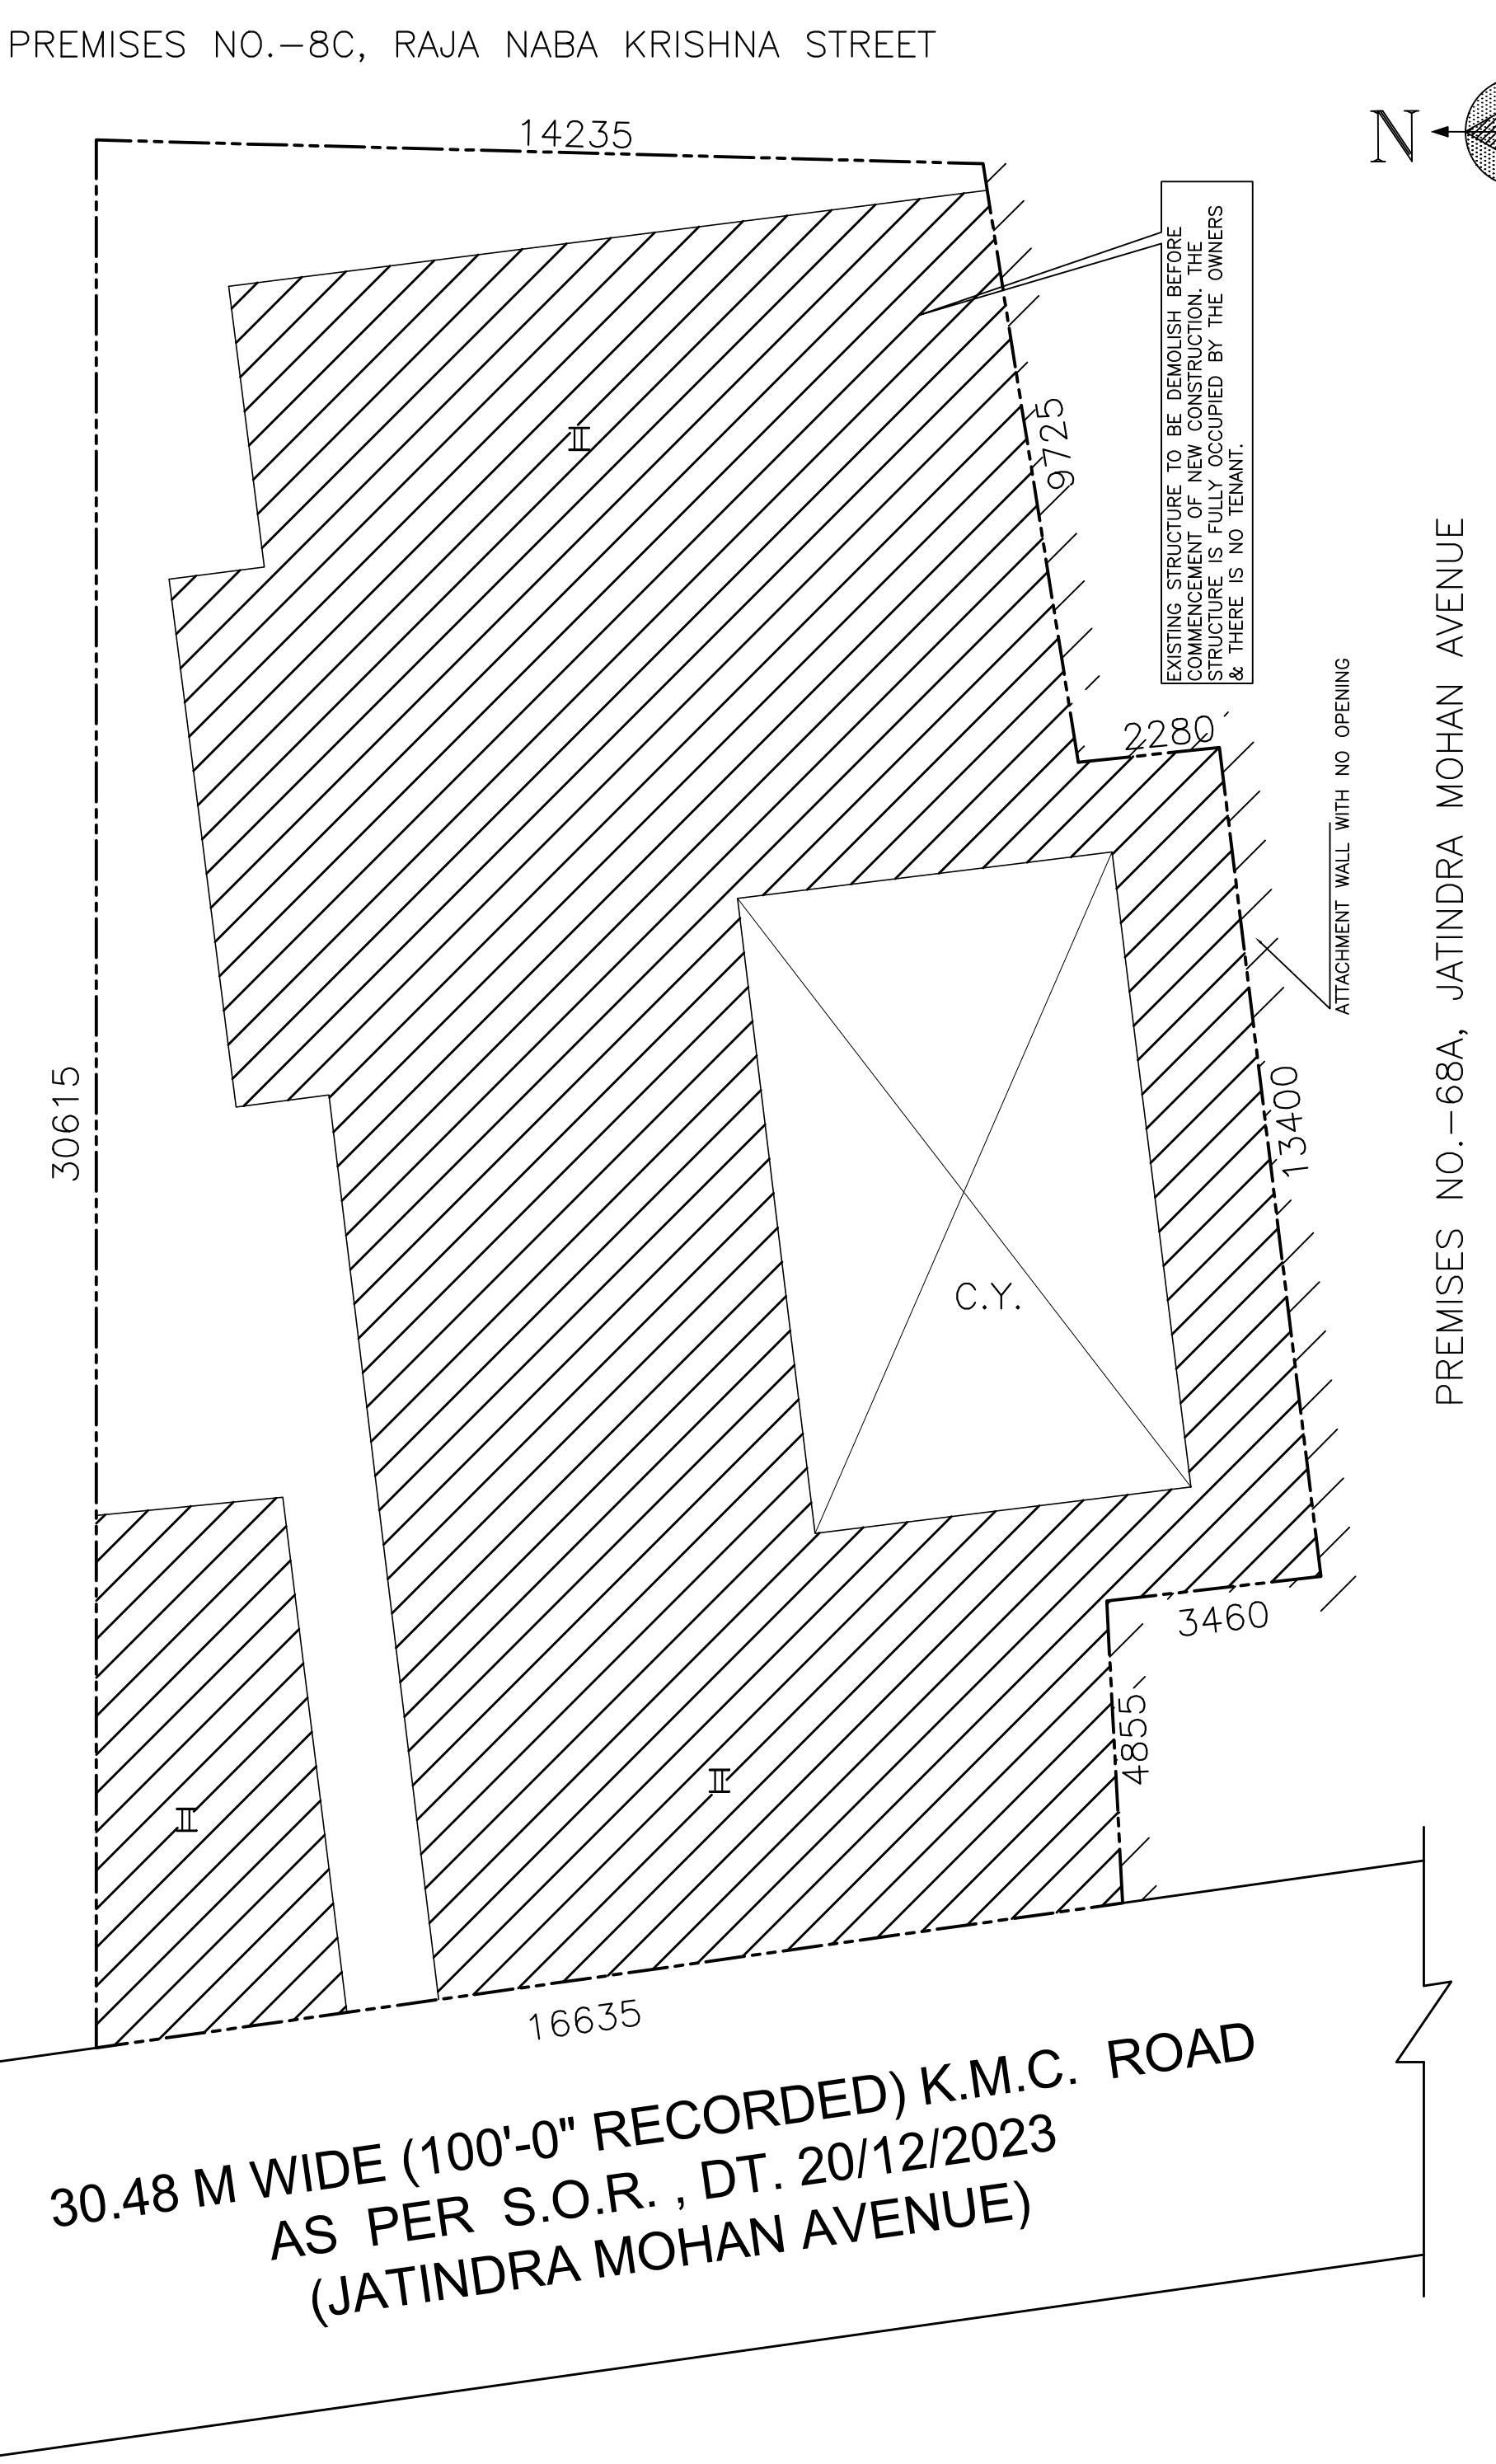 PREMISES NO.-8C, RAJA NABA KRISHNA STREET
14235
N
EXISTING STRUCTURE TO BE DEMOLISH BEFORE
COMMENCEMENT OF NEW CONSTRUCTION. THE
STRUCTURE IS FULLY OCCUPIED BY THE OWNERS
& THERE IS NO TENANT.
9725
II
2280
ATTACHMENT WALL WITH NO OPENING
PREMISES NO.-68A, JATINDRA MOHAN AVENUE
30615
13400
C.Y.
3460
4855
II
II
16635
30.48 M WIDE (100'-0" RECORDED) K.M.C. ROAD
AS PER S.O.R. , DT. 20/12/2023
(JATINDRA MOHAN AVENUE)